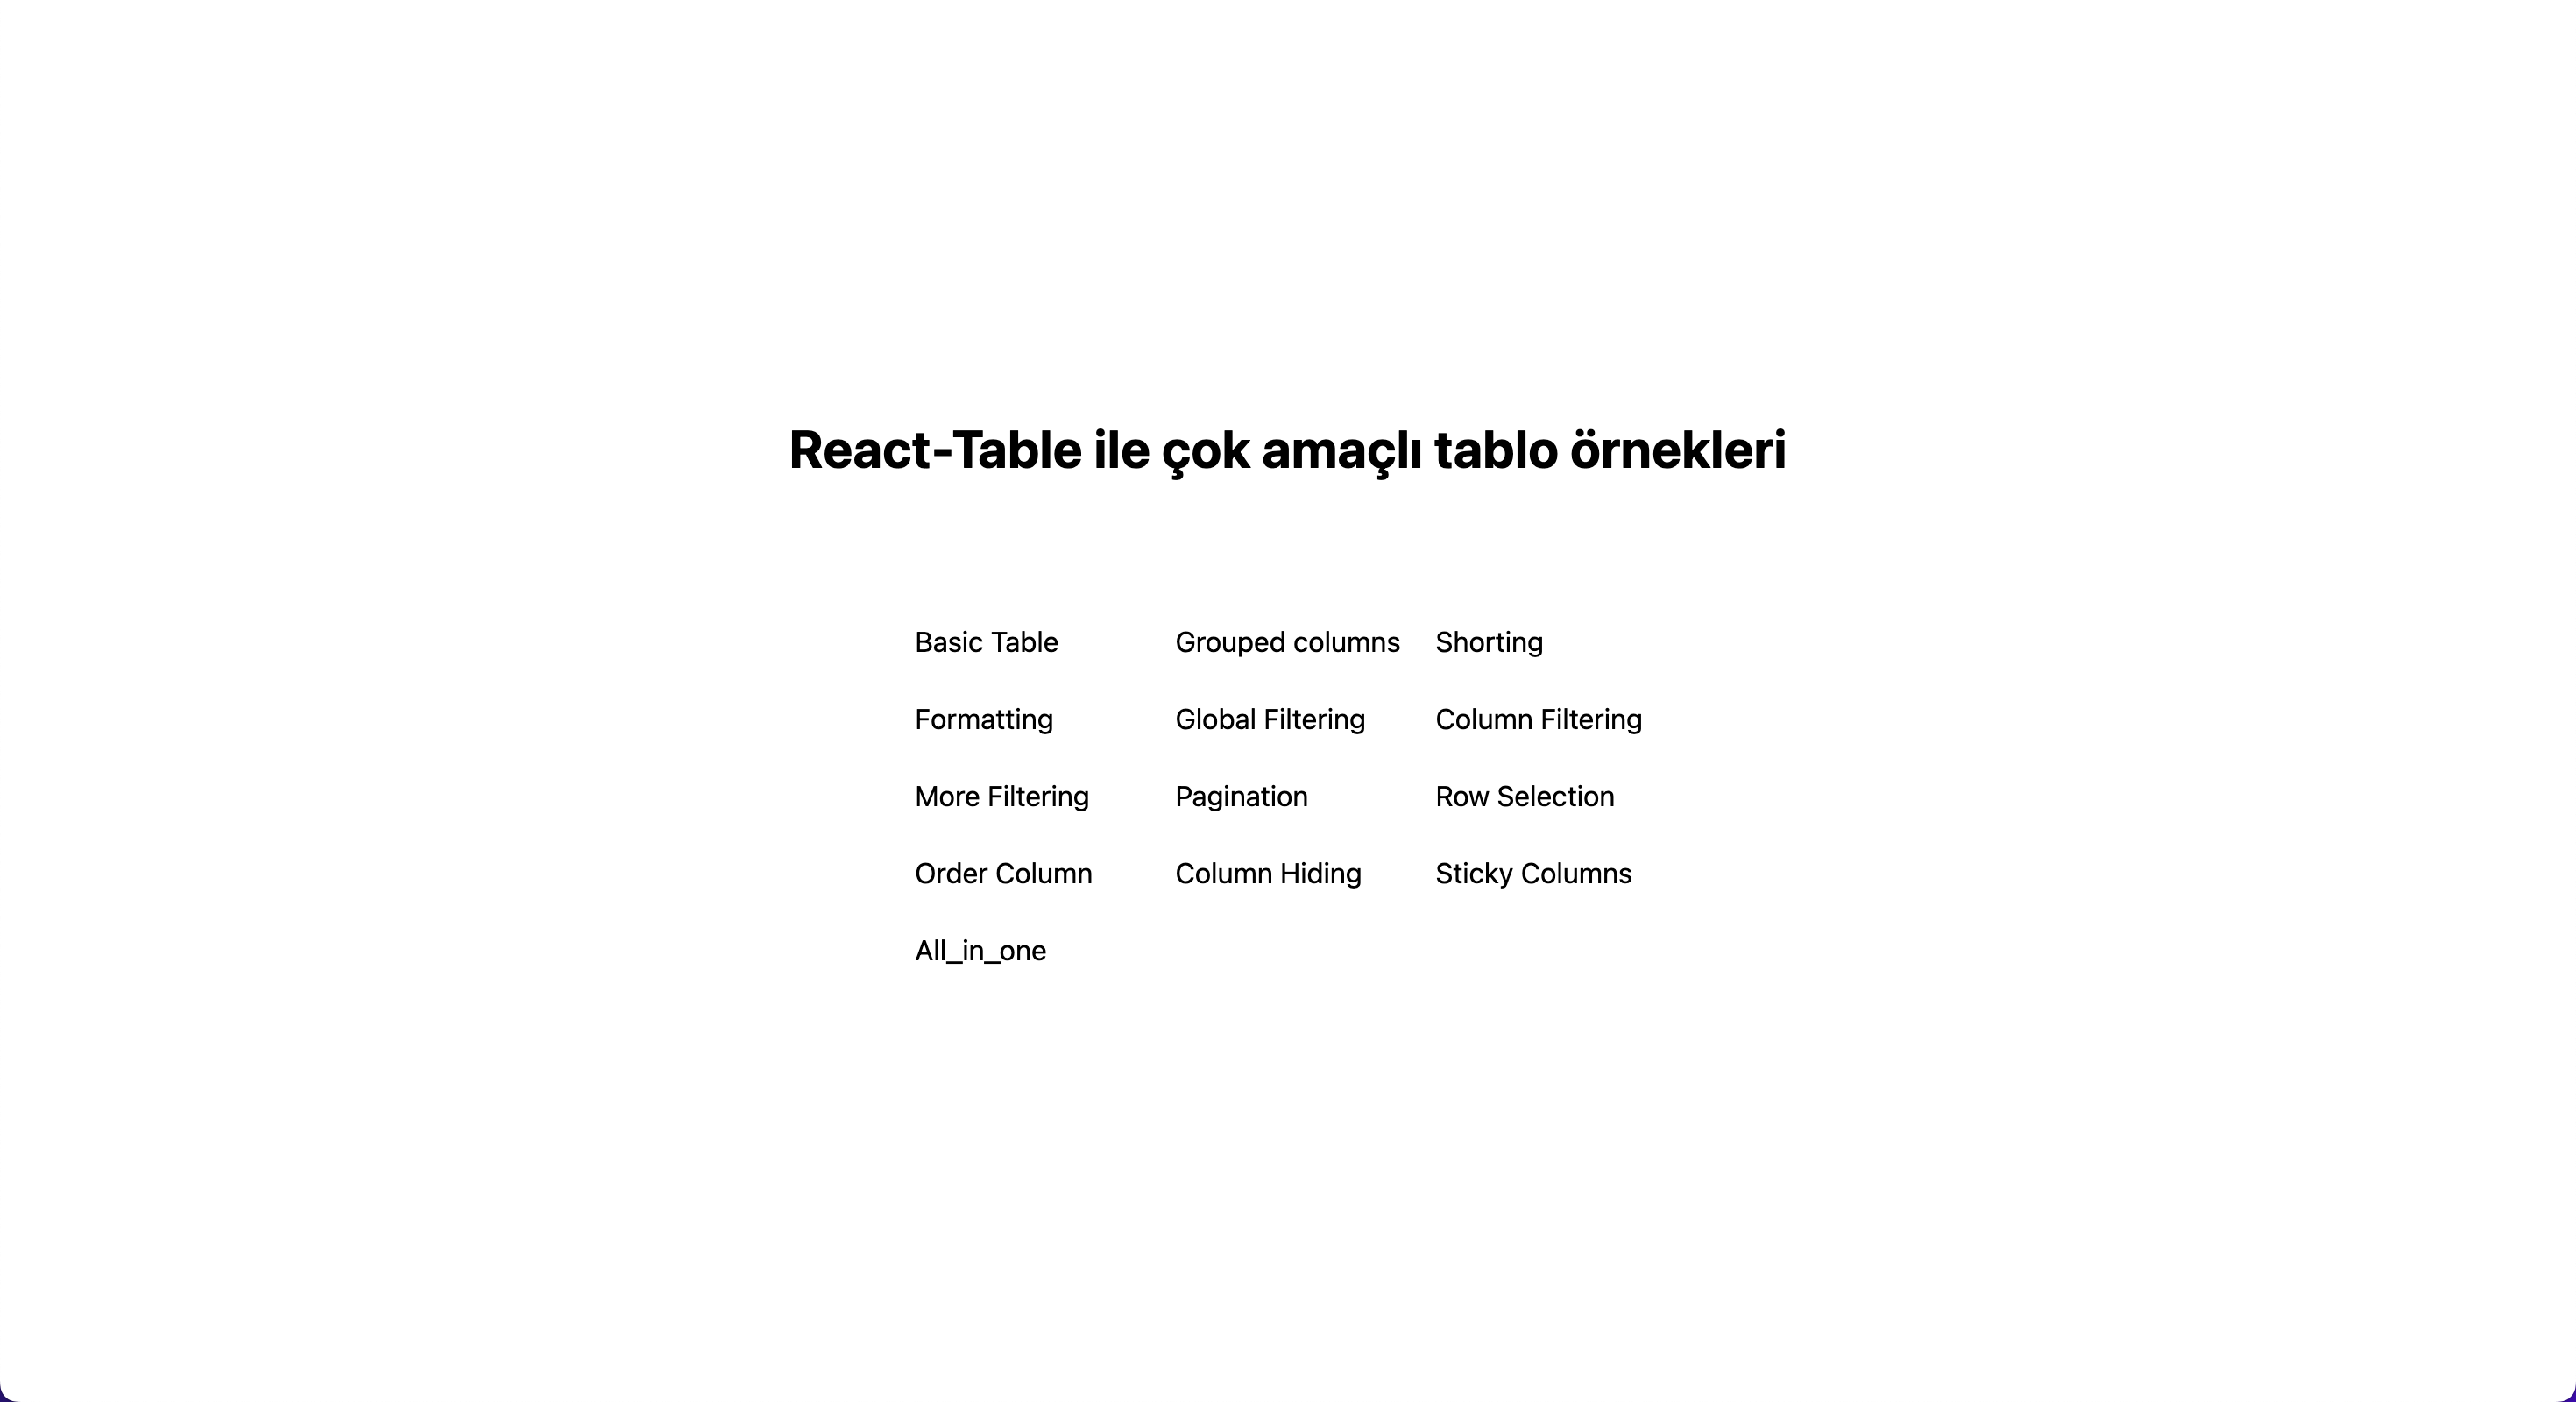 React-Table ile çok amaçlı tablo örnekleri
Basic Table Grouped columns Shorting
Formatting Global Filtering Column Filtering
More Filtering Pagination Row Selection
Order Column Column Hiding Sticky Columns
All_in_one